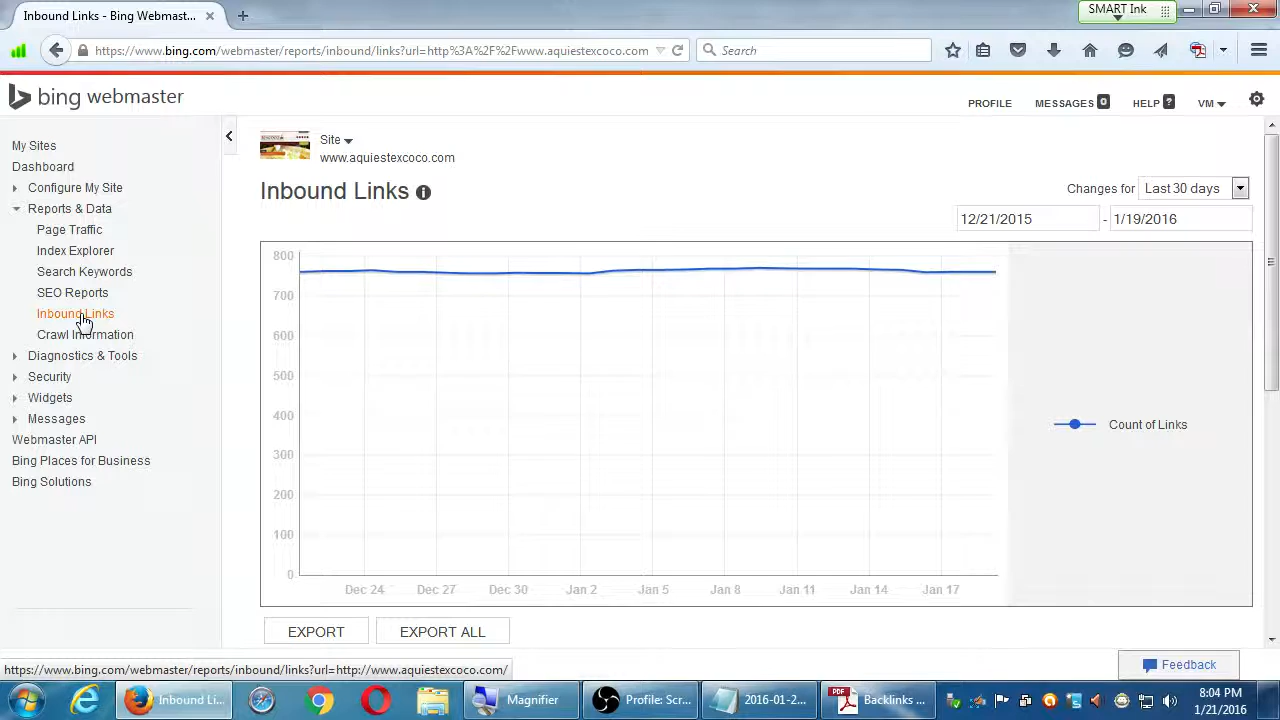 Inbound Links - Bing Webmast...
SMART Ink
https://www.bing.com/webmaster/reports/inbound/links?url=http%3A%2F%2Fwww.aquiestexcoco.com
Search
bing webmaster
PROFILE
MESSAGES 0
HELP ?
VM
My Sites
Dashboard
Configure My Site
Reports & Data
Page Traffic
Index Explorer
Search Keywords
SEO Reports
Inbound Links
Crawl Information
Diagnostics & Tools
Security
Widgets
Messages
Webmaster API
Bing Places for Business
Bing Solutions
Site
www.aquiestexcoco.com
Inbound Links
Changes for
Last 30 days
12/21/2015 - 1/19/2016
800
700
600
500
400
300
200
100
0
Dec 24
Dec 27
Dec 30
Jan 2
Jan 5
Jan 8
Jan 11
Jan 14
Jan 17
Count of Links
EXPORT
EXPORT ALL
https://www.bing.com/webmaster/reports/inbound/links?url=http://www.aquiestexcoco.com/
Feedback
Inbound Li...
Magnifier
Profile: Scr...
2016-01-2...
PDF
Backlinks ...
8:04 PM
1/21/2016